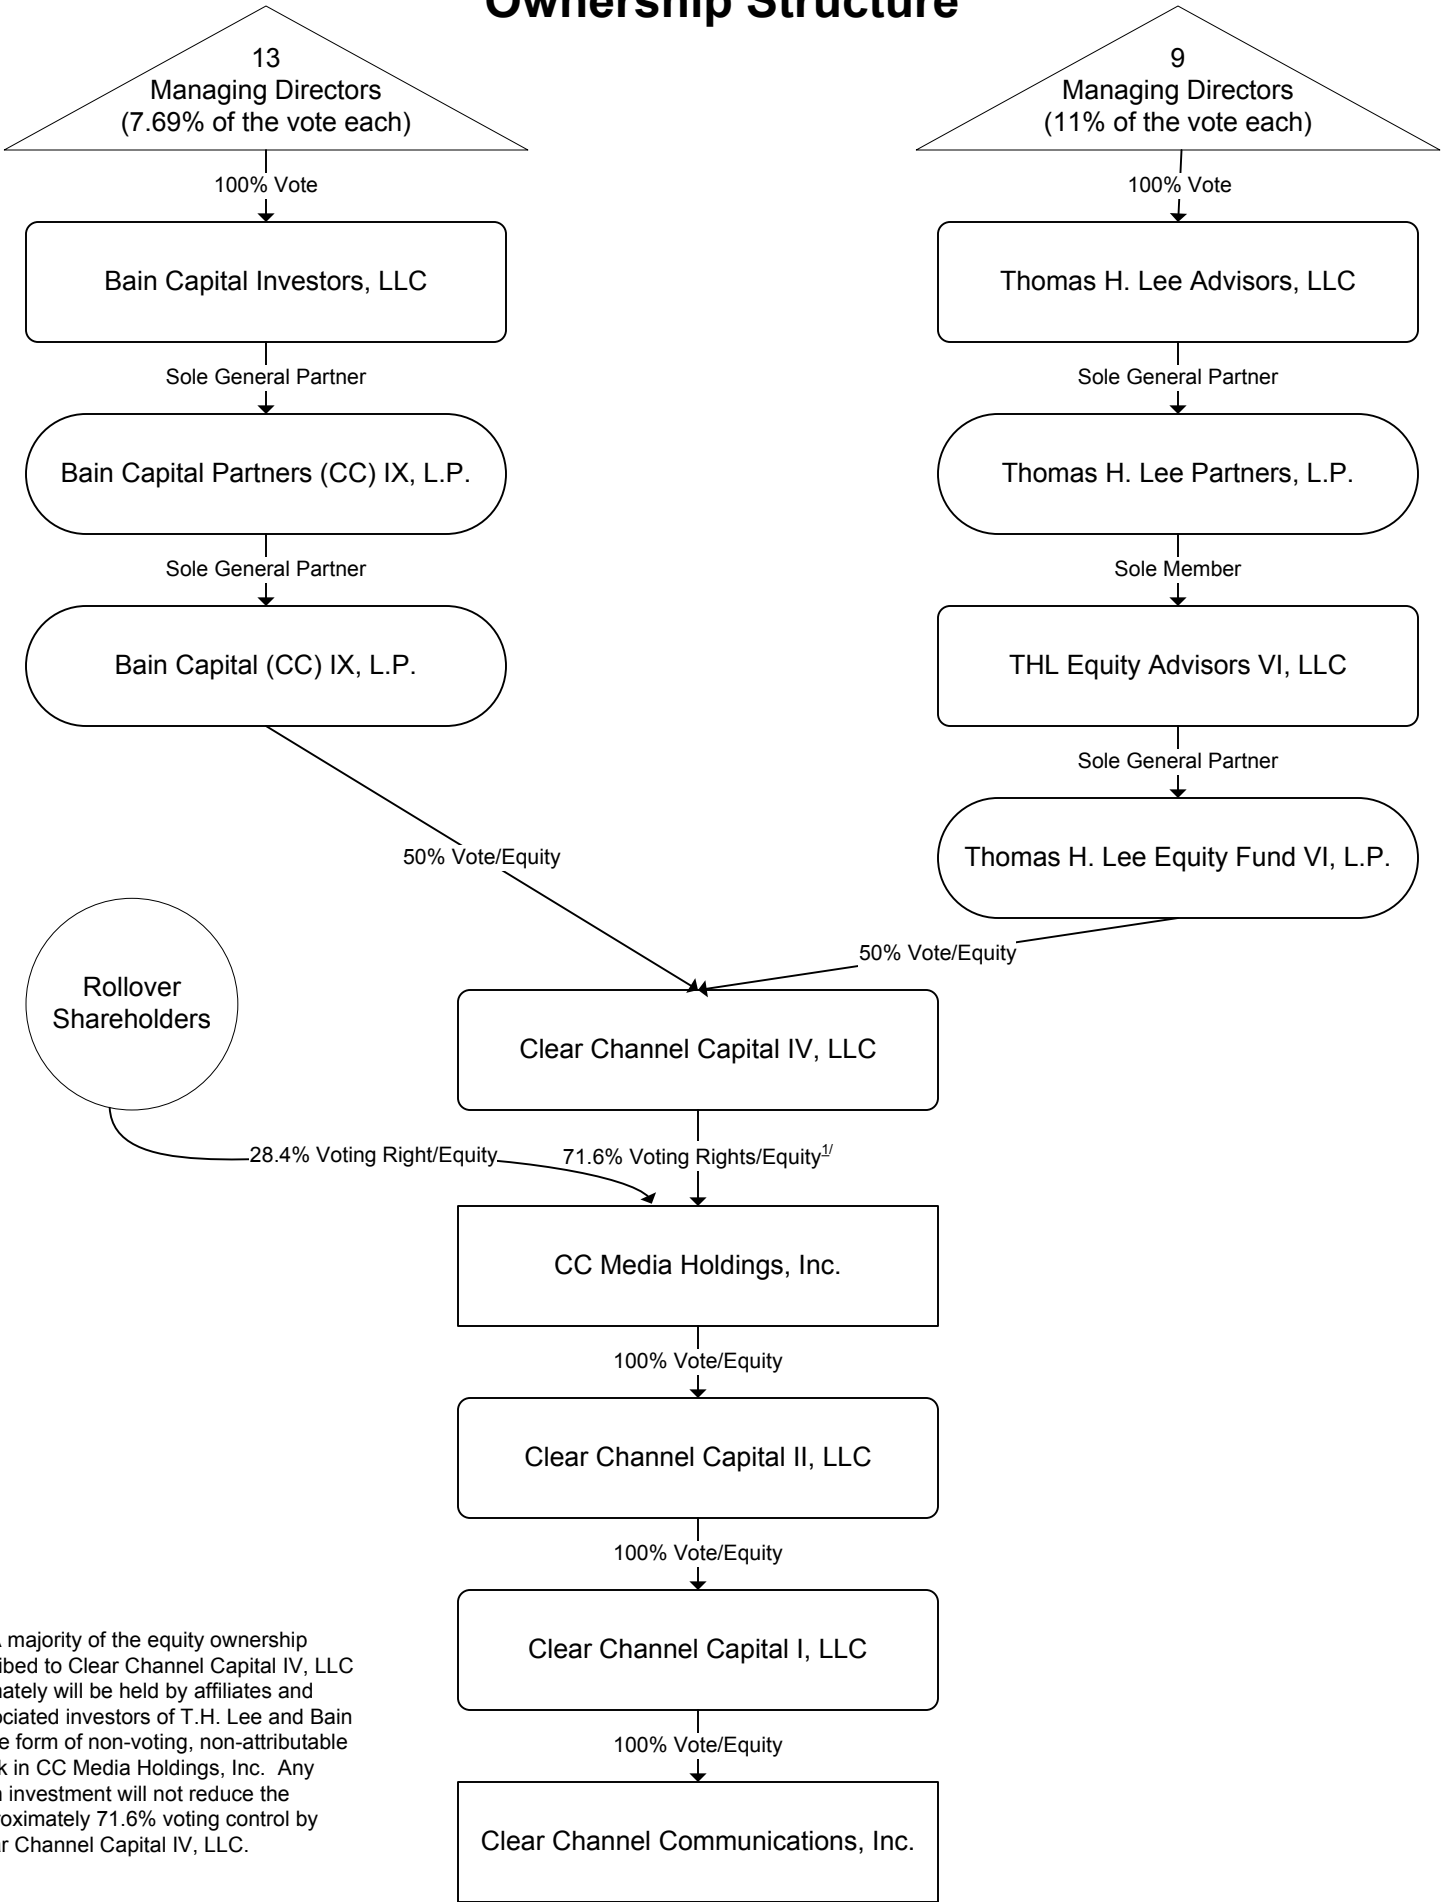 Ownership Structure
13
Managing Directors
(7.69% of the vote each)
9
Managing Directors
(11% of the vote each)
100% Vote
100% Vote
Bain Capital Investors, LLC
Thomas H. Lee Advisors, LLC
Sole General Partner
Sole General Partner
Bain Capital Partners (CC) IX, L.P.
Thomas H. Lee Partners, L.P.
Sole General Partner
Sole Member
Bain Capital (CC) IX, L.P.
THL Equity Advisors VI, LLC
Sole General Partner
50% Vote/Equity
Thomas H. Lee Equity Fund VI, L.P.
50% Vote/Equity
Rollover
Shareholders
Clear Channel Capital IV, LLC
28.4% Voting Right/Equity
71.6% Voting Rights/Equity1/
CC Media Holdings, Inc.
100% Vote/Equity
Clear Channel Capital II, LLC
100% Vote/Equity
Clear Channel Capital I, LLC
100% Vote/Equity
Clear Channel Communications, Inc.
majority of the equity ownership
to Clear Channel Capital IV, LLC
will be held by affiliates and
investors of T.H. Lee and Bain
form of non-voting, non-attributable
in CC Media Holdings, Inc. Any
investment will not reduce the
71.6% voting control by
Channel Capital IV, LLC.